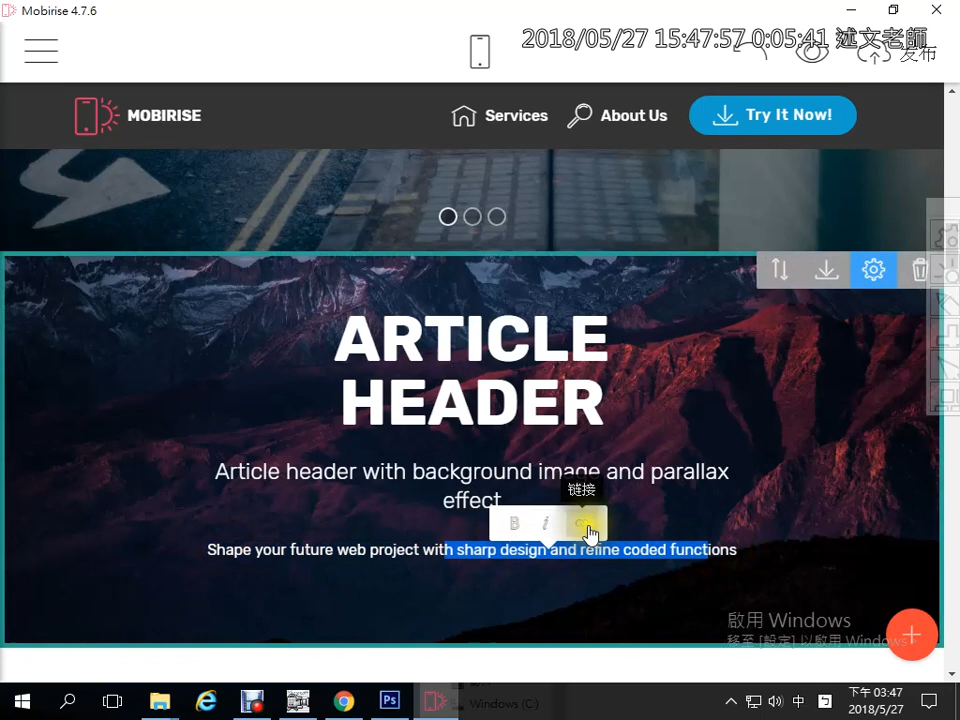 Mobirise 4.7.6
2018/05/27 15:47:57 0:05:41 述文老師
发布
MOBIRISE
Services
About Us
Try It Now!
ARTICLE
HEADER
Article header with background image and parallax
effect
链接
B i
Shape your future web project with sharp design and refine coded functions
啟用 Windows
移至 [設定] 以啟用 Windows。
Windows (C:)
Ps
中
下午 03:47
2018/5/27